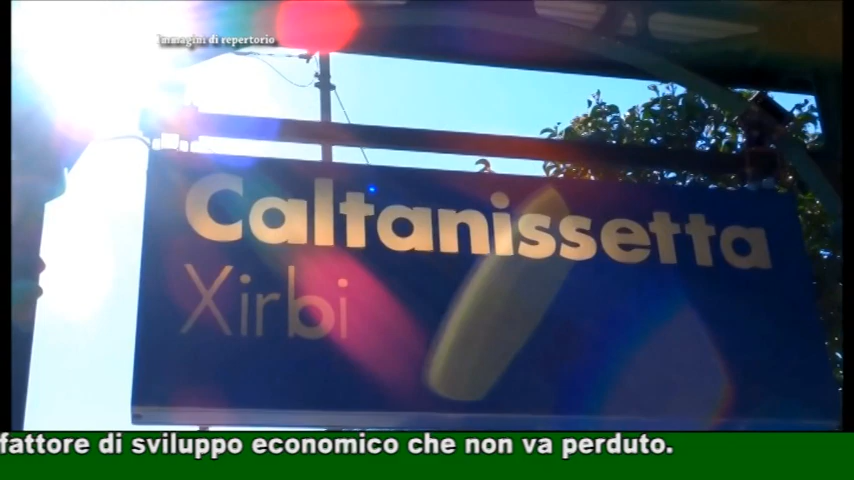 Immagini di repertorio
Caltanissetta
Xirbi
fattore di sviluppo economico che non va perduto.